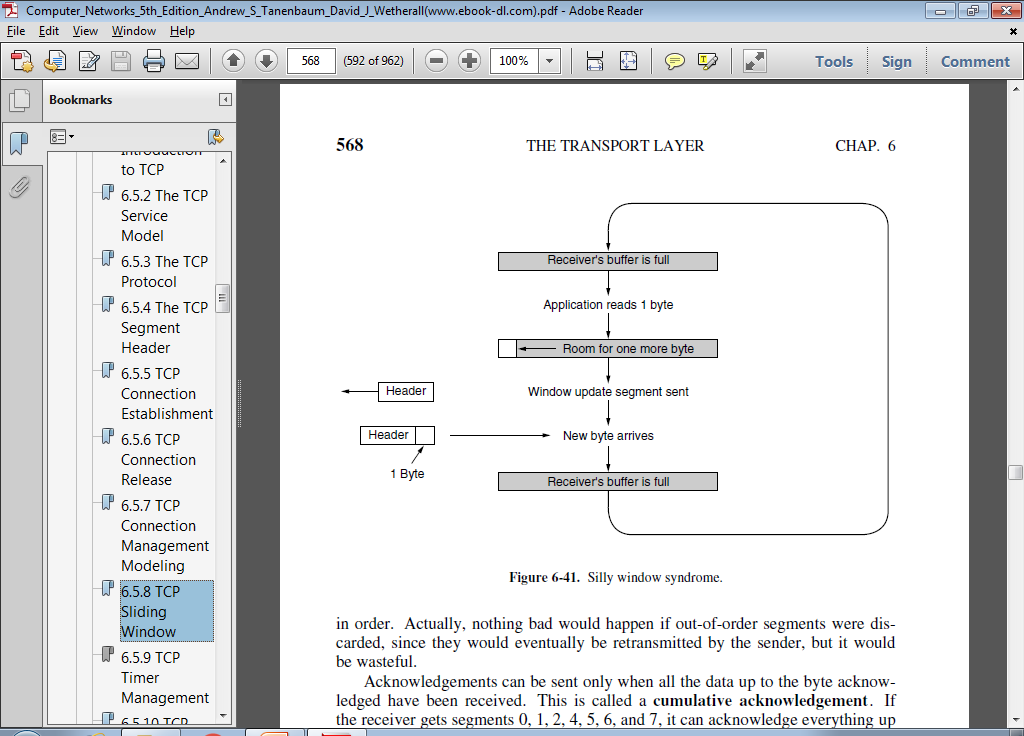 Computer_Networks_5th_Edition_Andrew_S_Tanenbaum_David_J_Wetherall(www.ebook-dl.com).pdf - Adobe Reader
File Edit View Window Help
568 (592 of 962) 100% Tools Sign Comment
Bookmarks
Introduction
to TCP
6.5.2 The TCP
Service
Model
6.5.3 The TCP
Protocol
6.5.4 The TCP
Segment
Header
6.5.5 TCP
Connection
Establishment
6.5.6 TCP
Connection
Release
6.5.7 TCP
Connection
Management
Modeling
6.5.8 TCP
Sliding
Window
6.5.9 TCP
Timer
Management
6.5.10 TCP
568 THE TRANSPORT LAYER CHAP. 6
Receiver's buffer is full
Application reads 1 byte
Room for one more byte
Header
Window update segment sent
Header
New byte arrives
1 Byte
Receiver's buffer is full
Figure 6-41. Silly window syndrome.
in order. Actually, nothing bad would happen if out-of-order segments were dis-
carded, since they would eventually be retransmitted by the sender, but it would
be wasteful.
Acknowledgements can be sent only when all the data up to the byte acknow-
ledged have been received. This is called a cumulative acknowledgement. If
the receiver gets segments 0, 1, 2, 4, 5, 6, and 7, it can acknowledge everything up